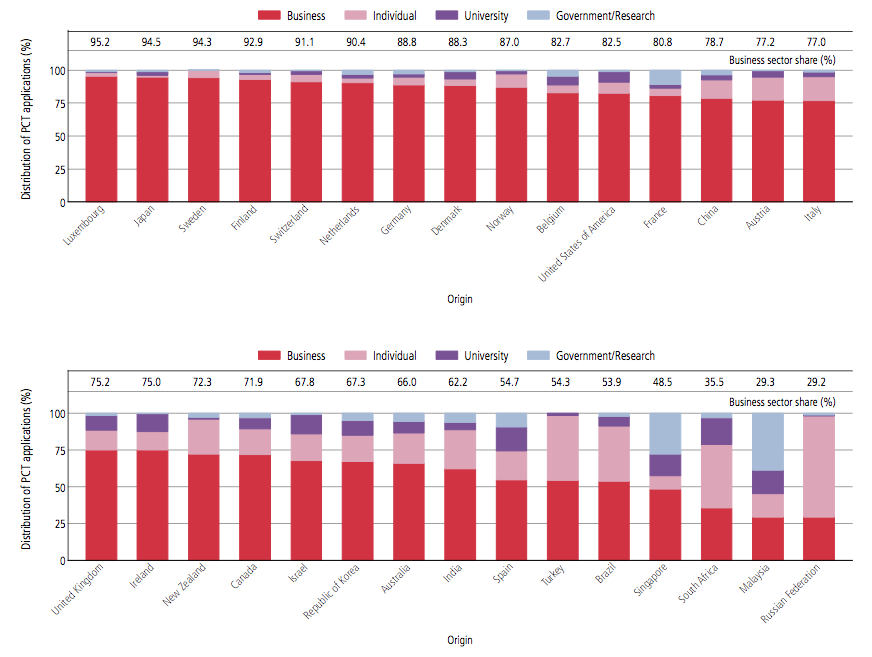 Business Individual University Government/Research
95.2 94.5 94.3 92.9 91.1 90.4 88.8 88.3 87.0 82.7 82.5 80.8 78.7 77.2 77.0
Business sector share (%)
Distribution of PCT applications (%)
100
75
50
25
0
Luxembourg Japan Sweden Finland Switzerland Netherlands Germany Denmark Norway Belgium United States of America France China Austria Italy
Origin
Business Individual University Government/Research
75.2 75.0 72.3 71.9 67.8 67.3 66.0 62.2 54.7 54.3 53.9 48.5 35.5 29.3 29.2
Business sector share (%)
Distribution of PCT applications (%)
100
75
50
25
0
United Kingdom Ireland New Zealand Canada Israel Republic of Korea Australia India Spain Turkey Brazil Singapore South Africa Malaysia Russian Federation
Origin